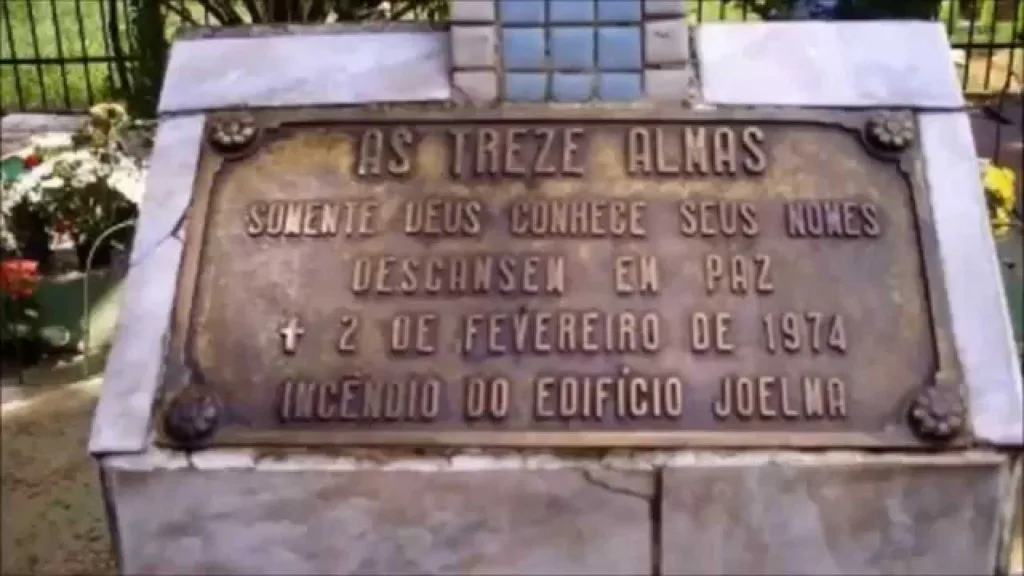 AS TREZE ALMAS
SOMENTE DEUS CONHECE SEUS NOMES
DESCANSEM EM PAZ
✝ 2 DE FEVEREIRO DE 1974
INCÊNDIO DO EDIFÍCIO JOELMA